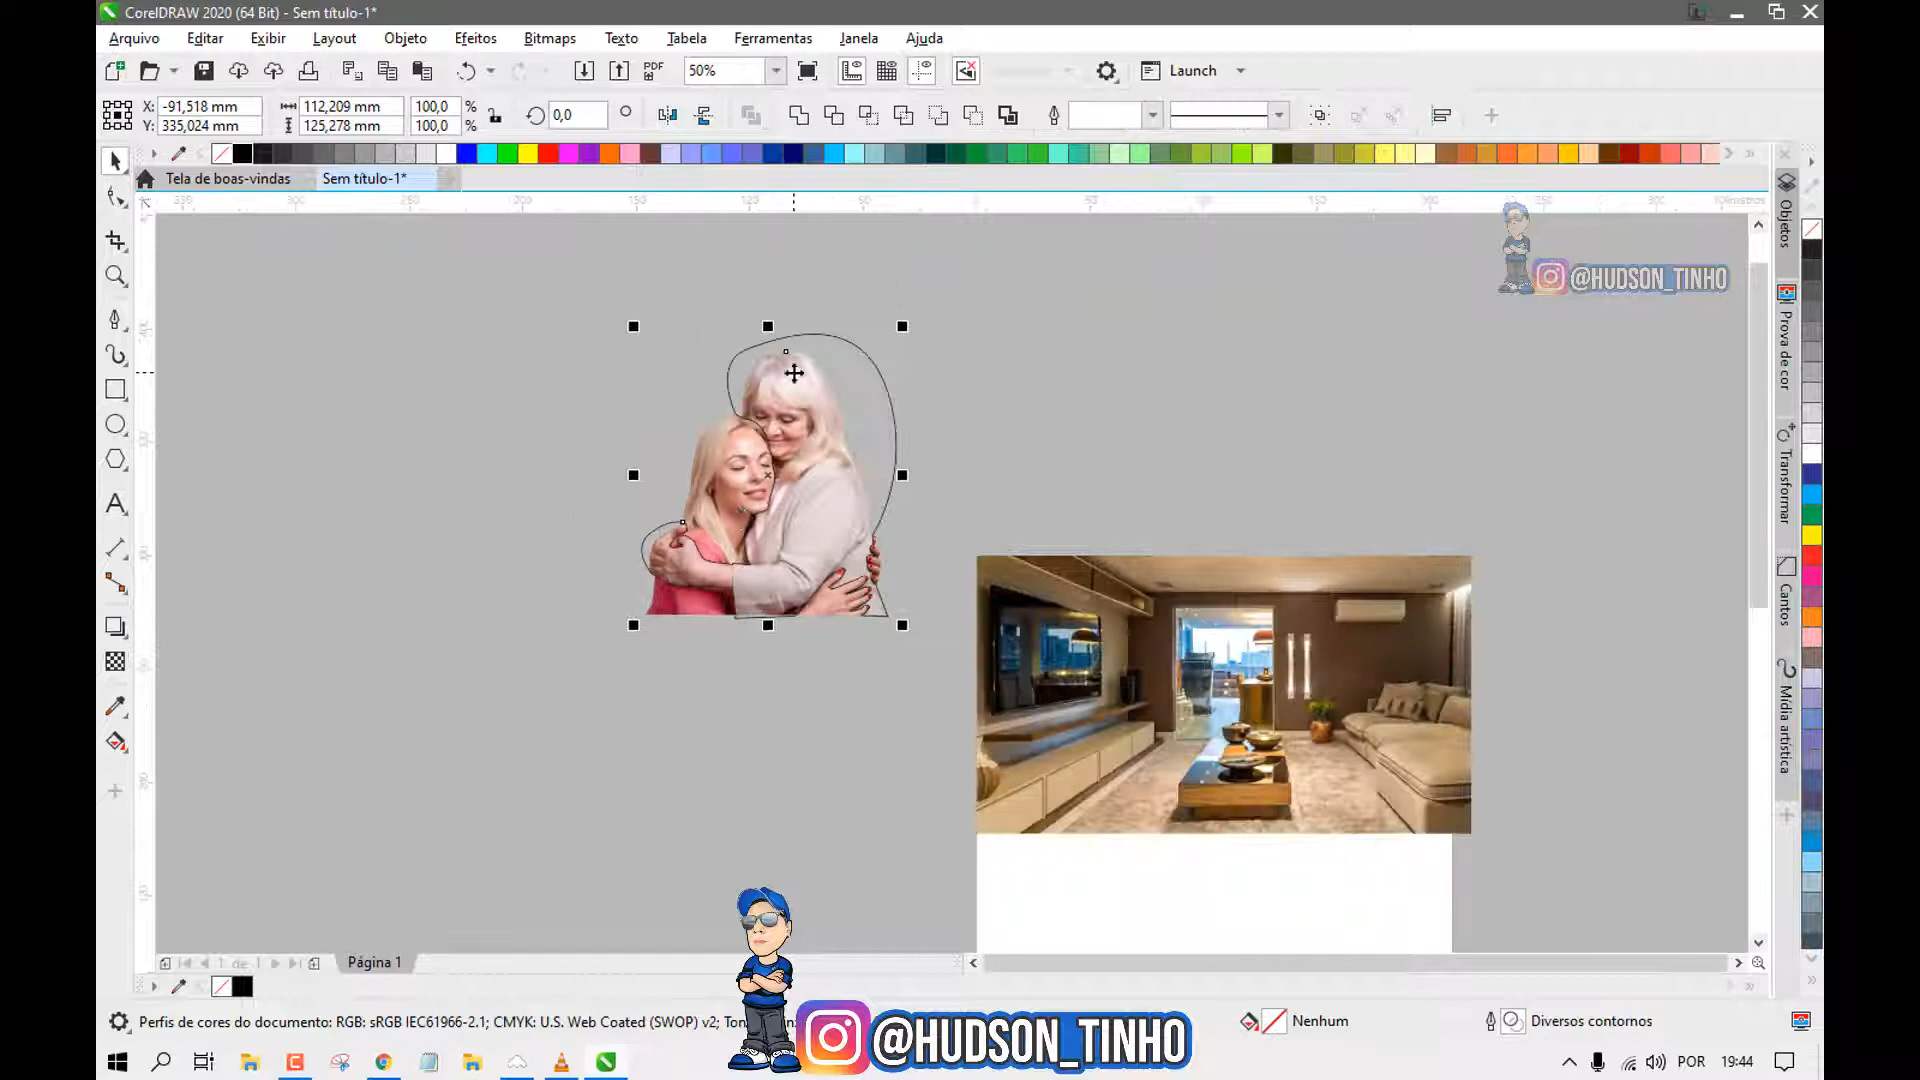 CorelDRAW 2020 (64 Bit) - Sem título-1*
Arquivo Editar Exibir Layout Objeto Efeitos Bitmaps Texto Tabela Ferramentas Janela Ajuda
PDF 50% Launch
X: -91,518 mm 112,209 mm 100,0 % 0,0
Y: 335,024 mm 125,278 mm 100,0 %
Tela de boas-vindas Sem título-1*
@HUDSON_TINHO
Objetos
Prova de cor
Transformar
Cantos
Mídia artística
1 de 1 Página 1
Perfis de cores do documento: RGB: sRGB IEC61966-2.1; CMYK: U.S. Web Coated (SWOP) v2;
Nenhum
Diversos contornos
@HUDSON_TINHO
POR 19:44